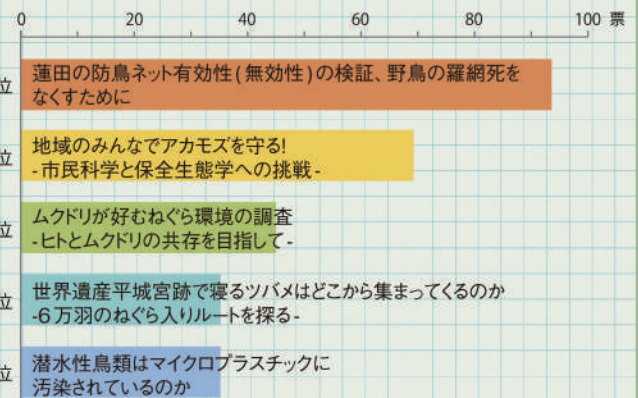 0 20 40 60 80 100 票
位 蓮田の防鳥ネット有効性(無効性)の検証、野鳥の羅網死を
なくすために
位 地域のみんなでアカモズを守る!
-市民科学と保全生態学への挑戦-
位 ムクドリが好むねぐら環境の調査
-ヒトとムクドリの共存を目指して-
位 世界遺産平城宮跡で寝るツバメはどこから集まってくるのか
-6万羽のねぐら入りルートを探る-
位 潜水性鳥類はマイクロプラスチックに
汚染されているのか